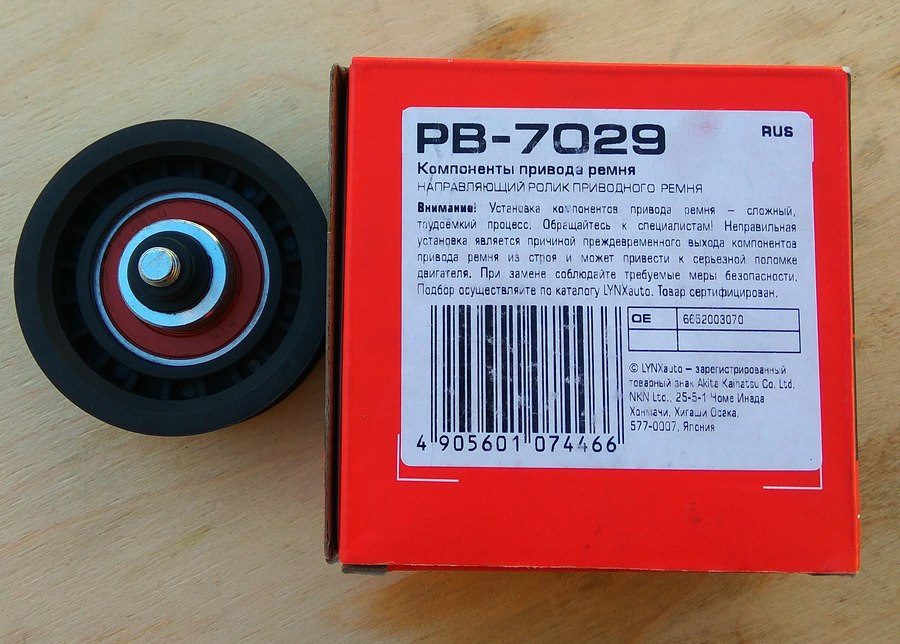 PB-7029
RUS
Компоненты привода ремня
НАПРАВЛЯЮЩИЙ РОЛИК ПРИВОДНОГО РЕМНЯ
Внимание! Установка компонентов привода ремня – сложный,
трудоёмкий процесс. Обращайтесь к специалистам! Неправильная
установка является причиной преждевременного выхода компонентов
привода ремня из строя и может привести к серьезной поломке
двигателя. При замене соблюдайте требуемые меры безопасности.
Подбор осуществляйте по каталогу LYNXauto. Товар сертифицирован.
OE 6652003070
© LYNXauto – зарегистрированный
товарный знак Akita Kaihatsu Co. Ltd.
NKN Ltd., 25-6-1 Чоме Инада
Хонмачи, Хигаши Осака,
577-0007, Япония
4 905601 074466